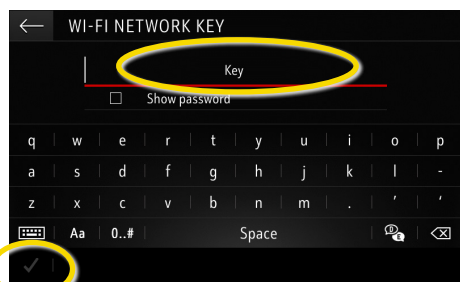 WI-FI NETWORK KEY
Key
Show password
q w e r t y u i o p
a s d f g h j k l -
z x c v b n m . ' ‘
Aa 0..# Space D E